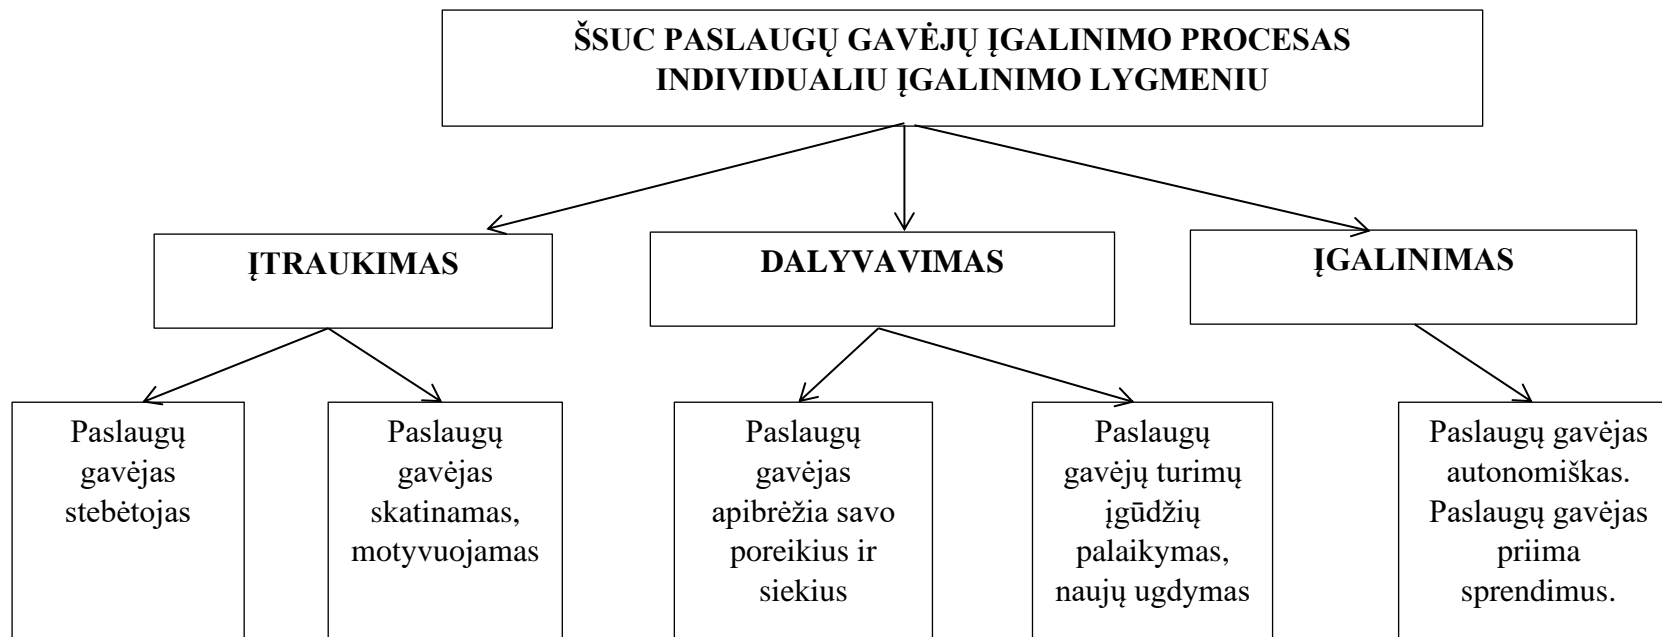 ŠSUC PASLAUGŲ GAVĖJŲ ĮGALINIMO PROCESAS
INDIVIDUALIU ĮGALINIMO LYGMENIU
ĮTRAUKIMAS
DALYVAVIMAS
ĮGALINIMAS
Paslaugų
gavėjas
stebėtojas
Paslaugų
gavėjas
skatinamas,
motyvuojamas
Paslaugų
gavėjas
apibrėžia savo
poreikius ir
siekius
Paslaugų
gavėjų turimų
įgūdžių
palaikymas,
naujų ugdymas
Paslaugų gavėjas
autonomiškas.
Paslaugų gavėjas
priima
sprendimus.